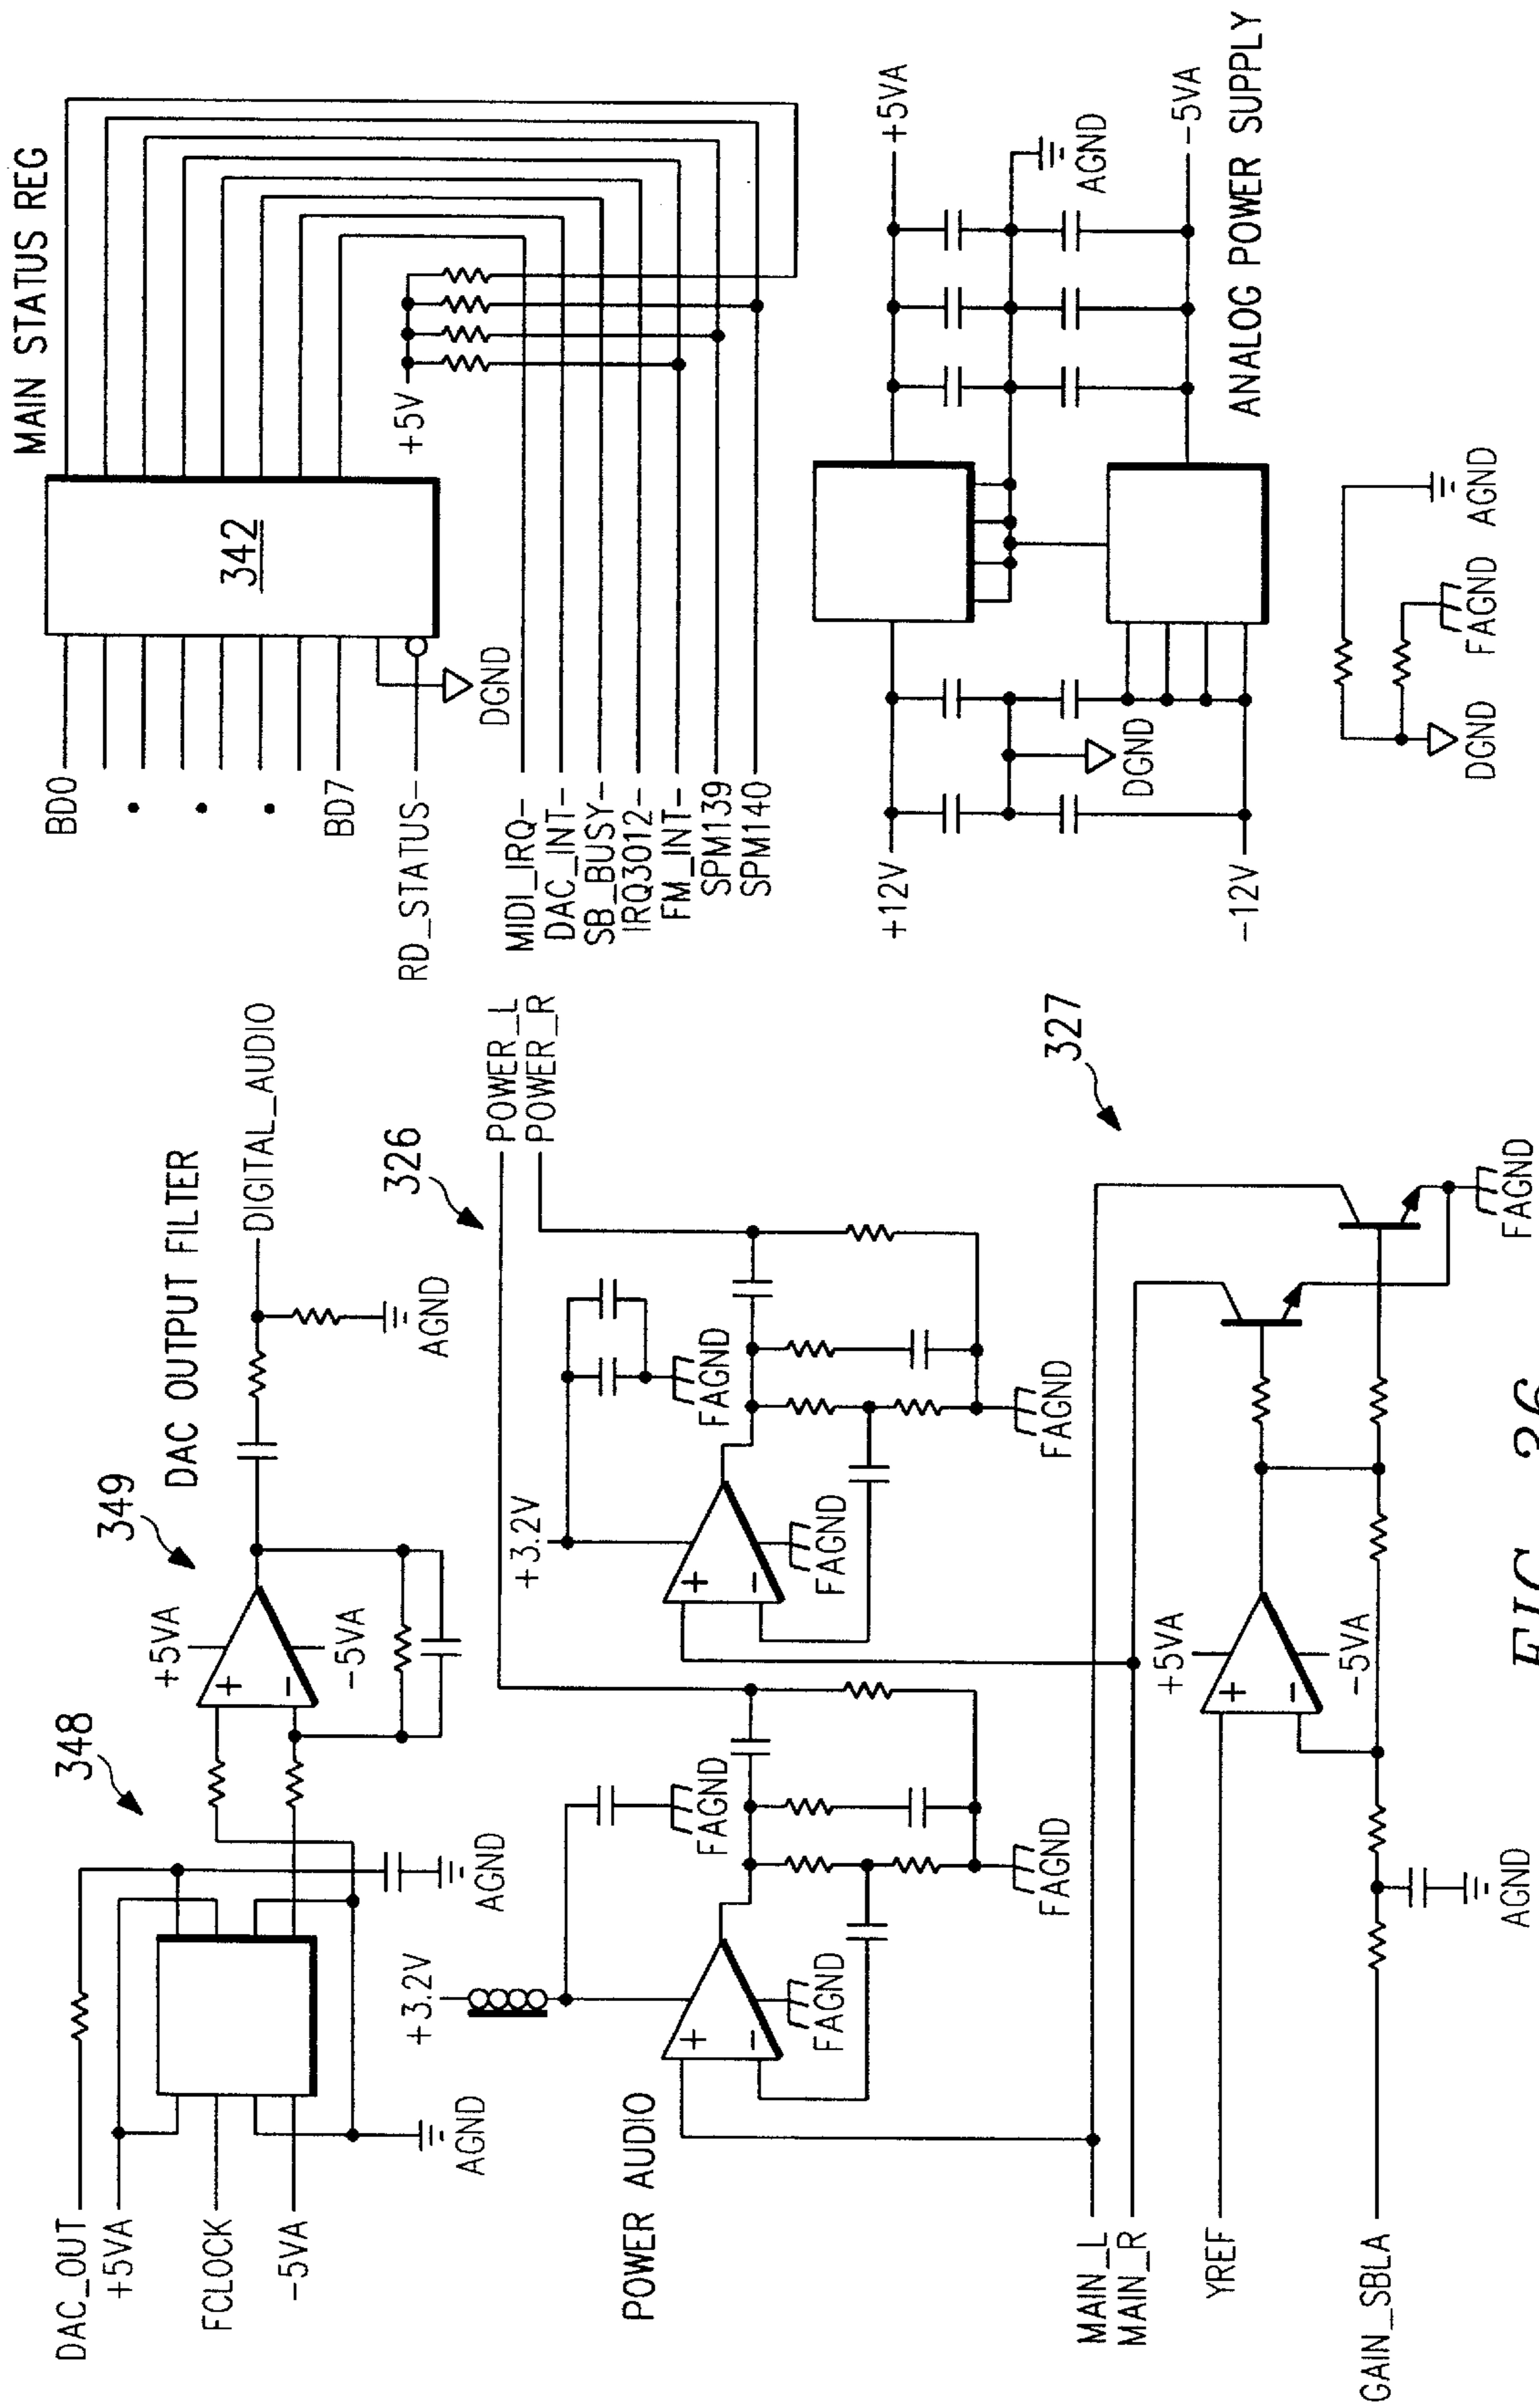 MAIN STATUS REG
BD0
BD7
342
RD_STATUS-
DGND
+5V
MIDI_IRQ-
DAC_INT-
SB_BUSY-
IRQ3012-
FM_INT-
SPM139
SPM140
+12V
-12V
DGND
+5VA
AGND
-5VA
ANALOG POWER SUPPLY
DGND
FAGND
AGND
348
349
DAC OUTPUT FILTER
DAC_OUT
+5VA
FCLOCK
-5VA
AGND
AGND
+5VA
+
-
-5VA
DIGITAL_AUDIO
AGND
326
POWER_L
POWER_R
POWER AUDIO
+3.2V
+
-
FAGND
FAGND
FAGND
+3.2V
+
-
FAGND
FAGND
FAGND
MAIN_L
MAIN_R
327
YREF
GAIN_SBLA
+5VA
+
-
-5VA
AGND
FAGND
FIG. 36